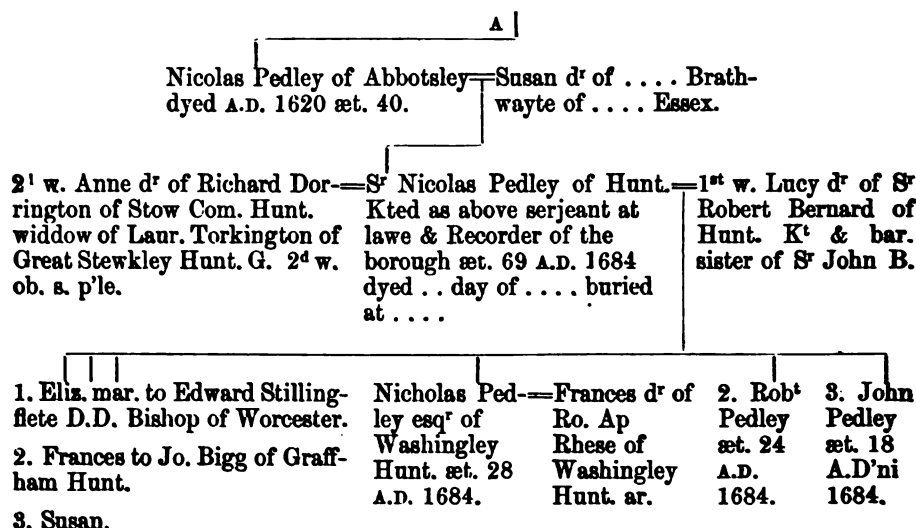 A
Nicolas Pedley of Abbotsley=Susan dʳ of . . . . Brath-
dyed A.D. 1620 æt. 40.
wayte of . . . . Essex.
2ˡ w. Anne dʳ of Richard Dor-
rington of Stow Com. Hunt.
widdow of Laur. Torkington of
Great Stewkley Hunt. G. 2ᵈ w.
ob. s. p'le.
=Sʳ Nicolas Pedley of Hunt.=
Kted as above serjeant at
lawe & Recorder of the
borough æt. 69 A.D. 1684
dyed . . day of . . . . buried
at . . . .
1ˢᵗ w. Lucy dʳ of Sʳ
Robert Bernard of
Hunt. Kᵗ & bar.
sister of Sʳ John B.
1. Eliz. mar. to Edward Stilling-
flete D.D. Bishop of Worcester.
2. Frances to Jo. Bigg of Graff-
ham Hunt.
3. Susan.
Nicholas Ped-
ley esqʳ of
Washingley
Hunt. æt. 28
A.D. 1684.
=Frances dʳ of
Ro. Ap
Rhese of
Washingley
Hunt. ar.
2. Robᵗ
Pedley
æt. 24
A.D.
1684.
3. John
Pedley
æt. 18
A.D'ni
1684.